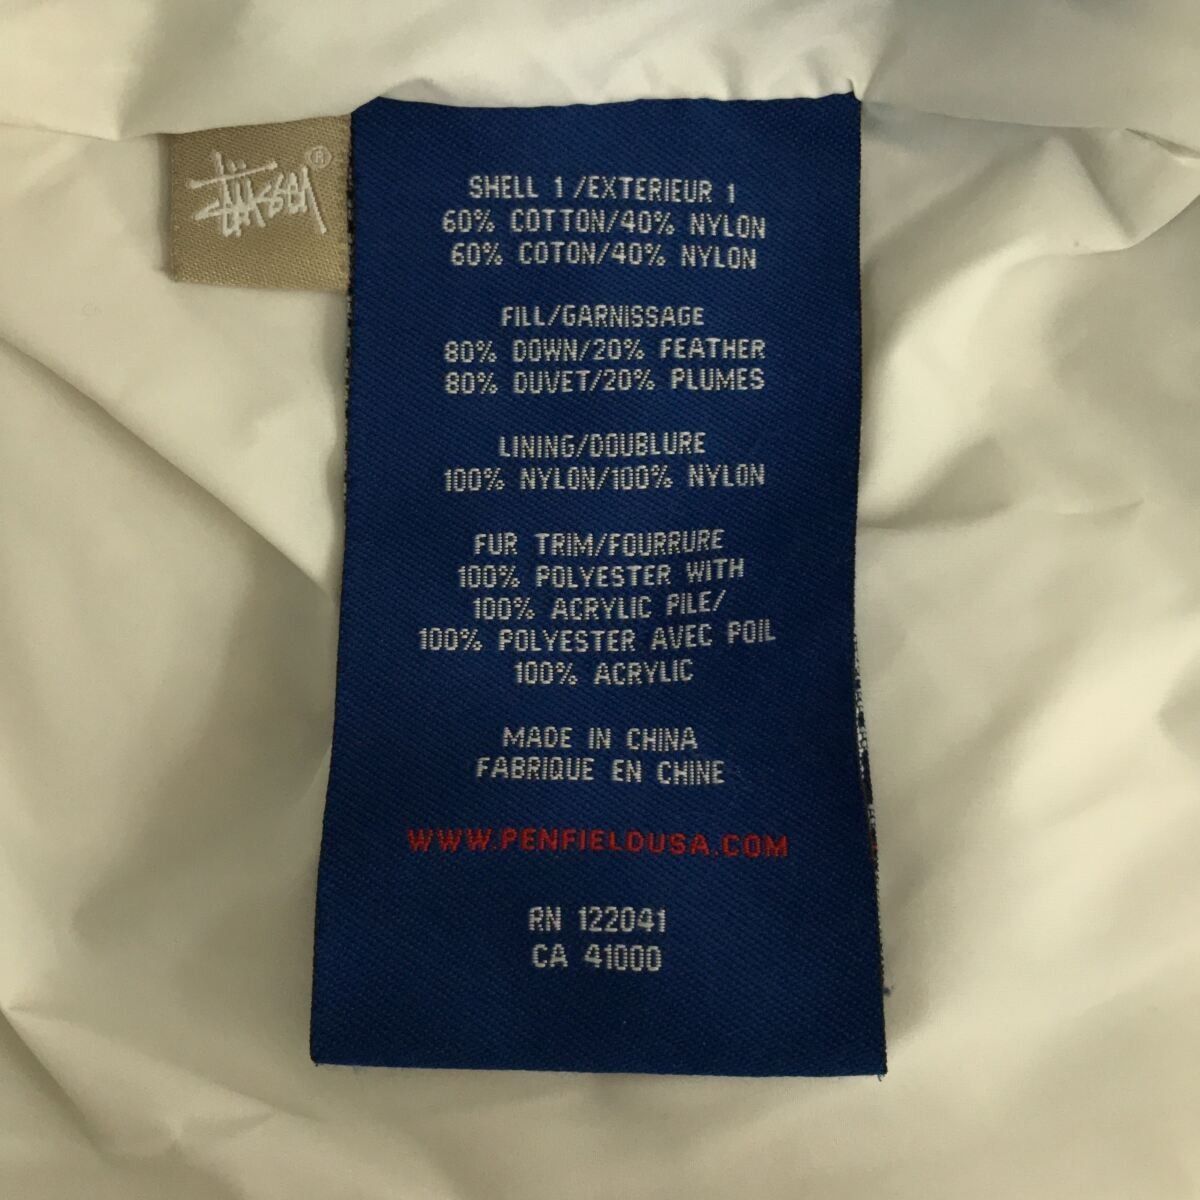 Stüssy®
SHELL 1/EXTERIEUR 1
60% COTTON/40% NYLON
60% COTON/40% NYLON
FILL/GARNISSAGE
80% DOWN/20% FEATHER
80% DUVET/20% PLUMES
LINING/DOUBLURE
100% NYLON/100% NYLON
FUR TRIM/FOURRURE
100% POLYESTER WITH
100% ACRYLIC PILE/
100% POLYESTER AVEC POIL
100% ACRYLIC
MADE IN CHINA
FABRIQUE EN CHINE
WWW.PENFIELDUSA.COM
RN 122041
CA 41000